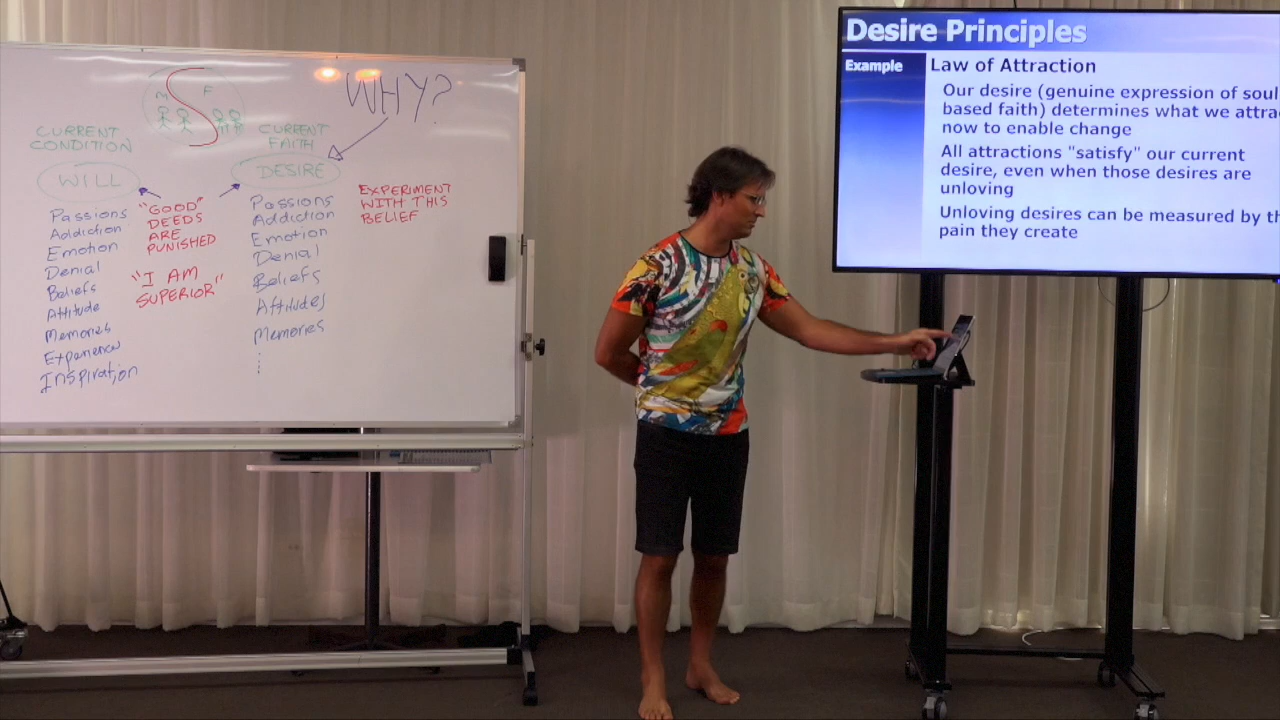 M
F
WHY?
CURRENT
CONDITION
WILL
Passions
Addiction
Emotion
Denial
Beliefs
Attitude
Memories
Experience
Inspiration
"GOOD"
DEEDS
ARE
PUNISHED
"I AM
SUPERIOR"
CURRENT
FAITH
DESIRE
Passions
Addiction
Emotion
Denial
Beliefs
Attitudes
Memories
EXPERIMENT
WITH THIS
BELIEF
Desire Principles
Example
Law of Attraction
Our desire (genuine expression of soul
based faith) determines what we attrac
now to enable change
All attractions "satisfy" our current
desire, even when those desires are
unloving
Unloving desires can be measured by th
pain they create